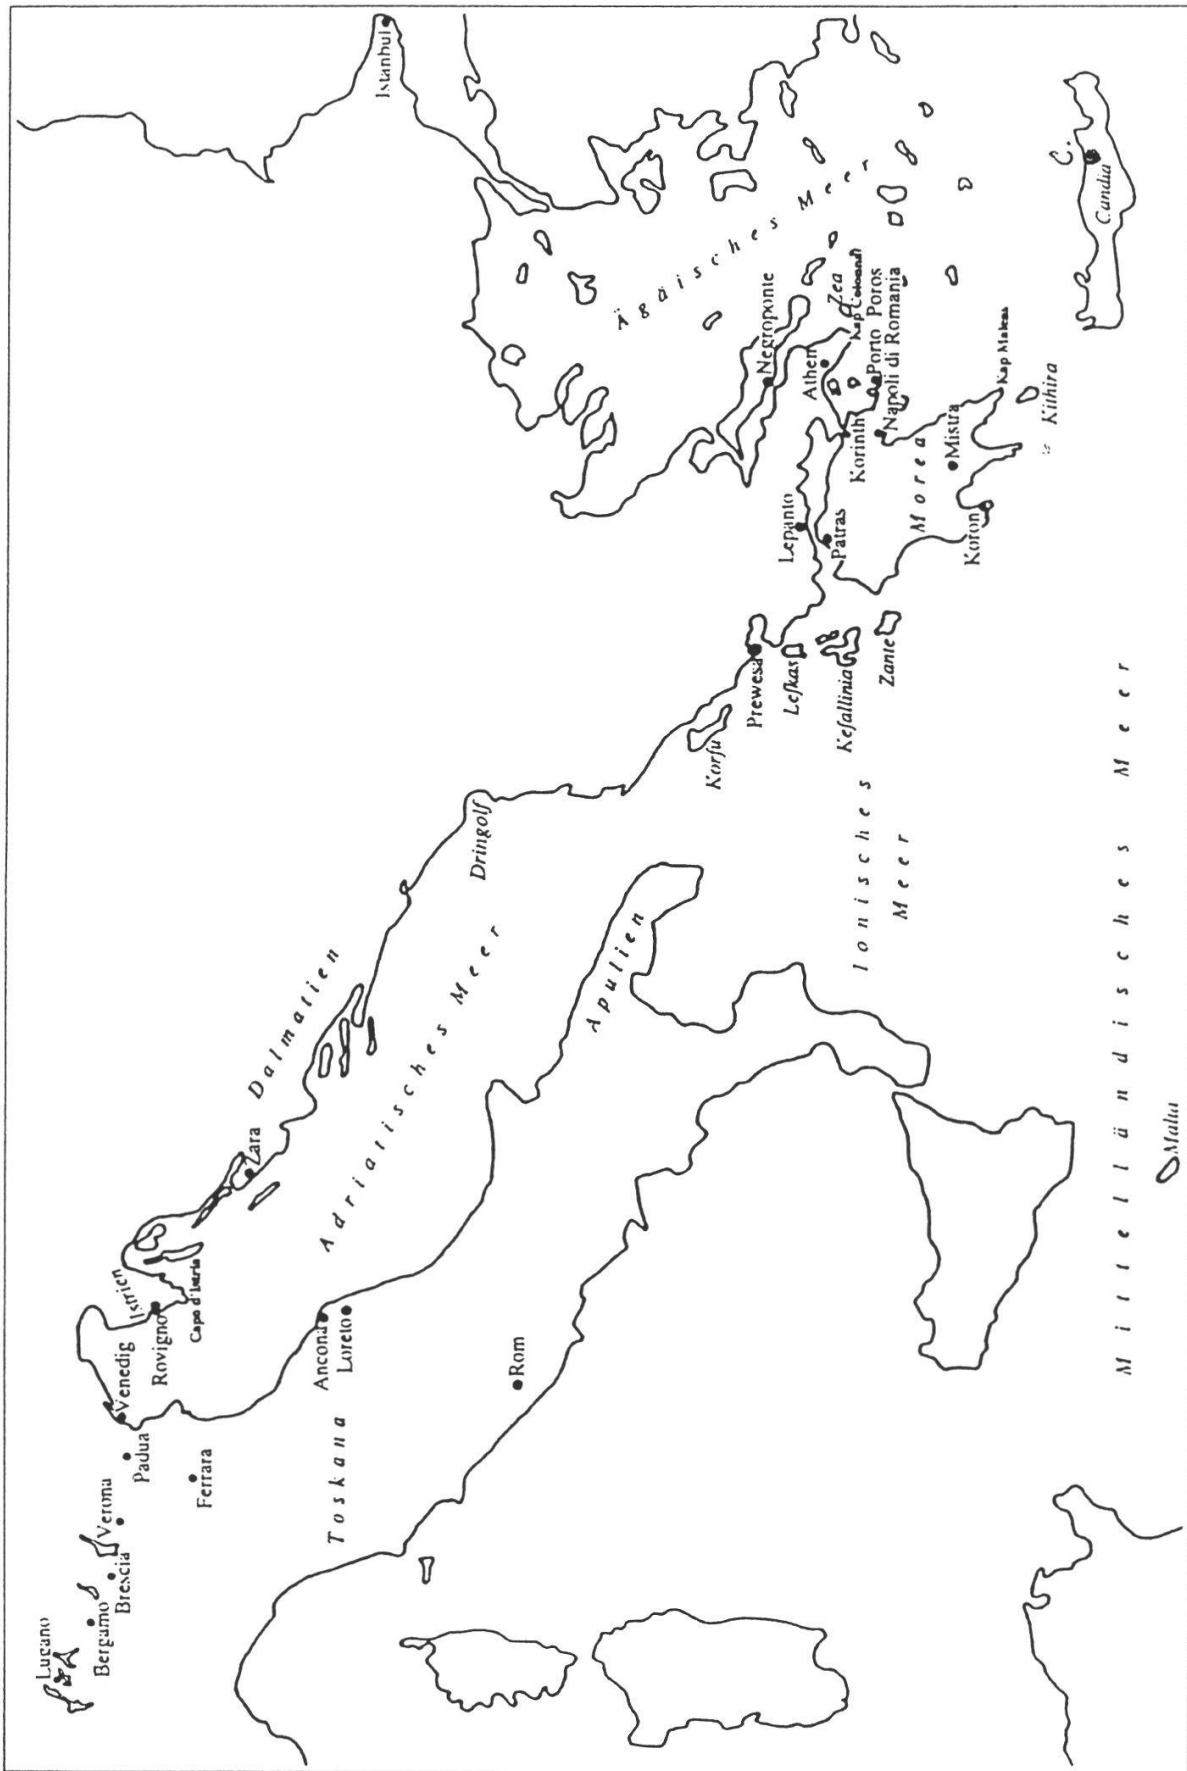 Lugano
Bergamo
Brescia
Verona
Padua
Venedig
Ferrara
Istrien
Rovigno
Capo d'Istria
Zara
Dalmatien
Adriatisches Meer
Dringolf
Ancona
Loreto
Toskana
Rom
Apulien
Istanbul
Ägäisches Meer
Negroponte
Athen
Zea
Porto Poros
Napoli di Romania
Korinth
Lepanto
Patras
Morea
Mistra
Koron
Kap Maleas
Kithira
C.
Candia
Korfu
Prewesa
Lefkas
Kefallinia
Zante
Ionisches
Meer
Mittelländisches Meer
Malta